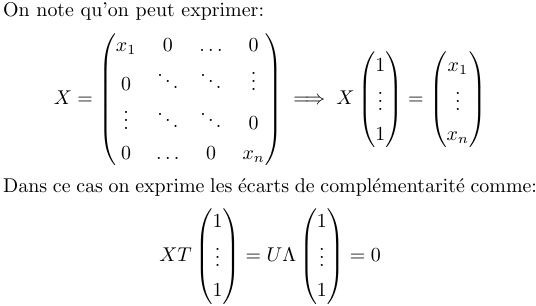 On note qu'on peut exprimer:
$$X = \begin{pmatrix} x_1 & 0 & \dots & 0 \\ 0 & \ddots & \ddots & \vdots \\ \vdots & \ddots & \ddots & 0 \\ 0 & \dots & 0 & x_n \end{pmatrix} \implies X \begin{pmatrix} 1 \\ \vdots \\ 1 \end{pmatrix} = \begin{pmatrix} x_1 \\ \vdots \\ x_n \end{pmatrix}$$
Dans ce cas on exprime les écarts de complémentarité comme:
$$XT \begin{pmatrix} 1 \\ \vdots \\ 1 \end{pmatrix} = U\Lambda \begin{pmatrix} 1 \\ \vdots \\ 1 \end{pmatrix} = 0$$